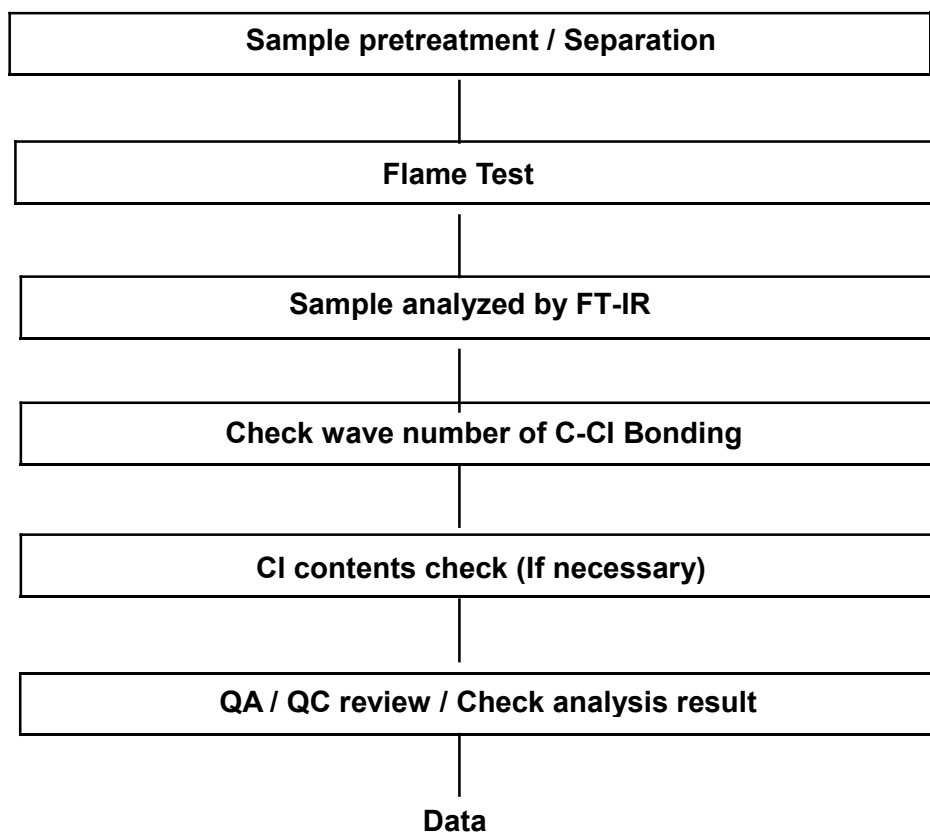 Sample pretreatment / Separation
Flame Test
Sample analyzed by FT-IR
Check wave number of C-Cl Bonding
Cl contents check (If necessary)
QA / QC review / Check analysis result
Data